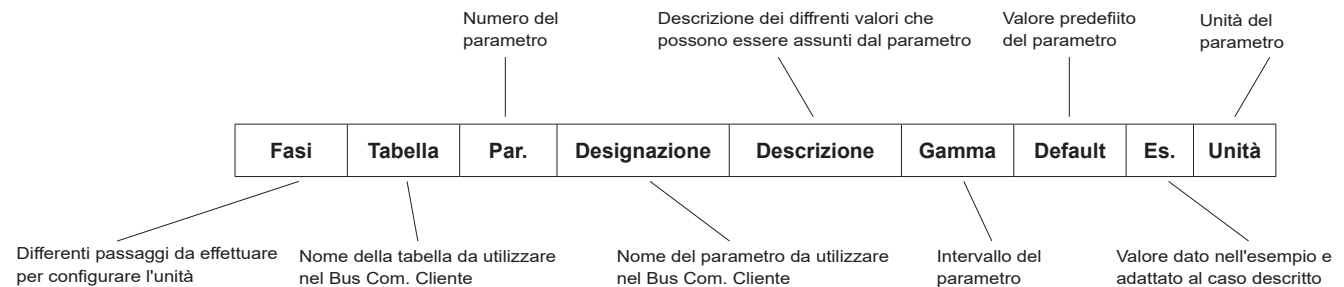 Numero del
parametro
Descrizione dei diffrenti valori che
possono essere assunti dal parametro
Valore predefiito
del parametro
Unità del
parametro
Fasi Tabella Par. Designazione Descrizione Gamma Default Es. Unità
Differenti passaggi da effettuare
per configurare l'unità
Nome della tabella da utilizzare
nel Bus Com. Cliente
Nome del parametro da utilizzare
nel Bus Com. Cliente
Intervallo del
parametro
Valore dato nell'esempio e
adattato al caso descritto